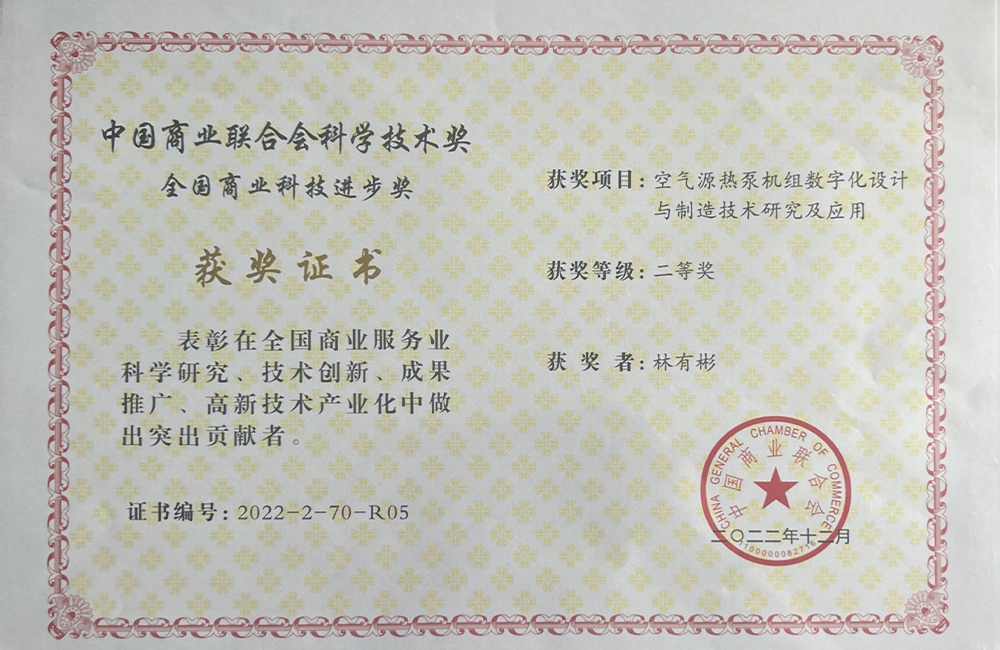 中国商业联合会科学技术奖
全国商业科技进步奖
获奖证书
表彰在全国商业服务业
科学研究、技术创新、成果
推广、高新技术产业化中做
出突出贡献者。
证书编号：2022-2-70-R05
获奖项目：空气源热泵机组数字化设计
与制造技术研究及应用
获奖等级：二等奖
获奖者：林有彬
CHINA GENERAL CHAMBER OF COMMERCE
中国商业联合会
二〇二二年十二月